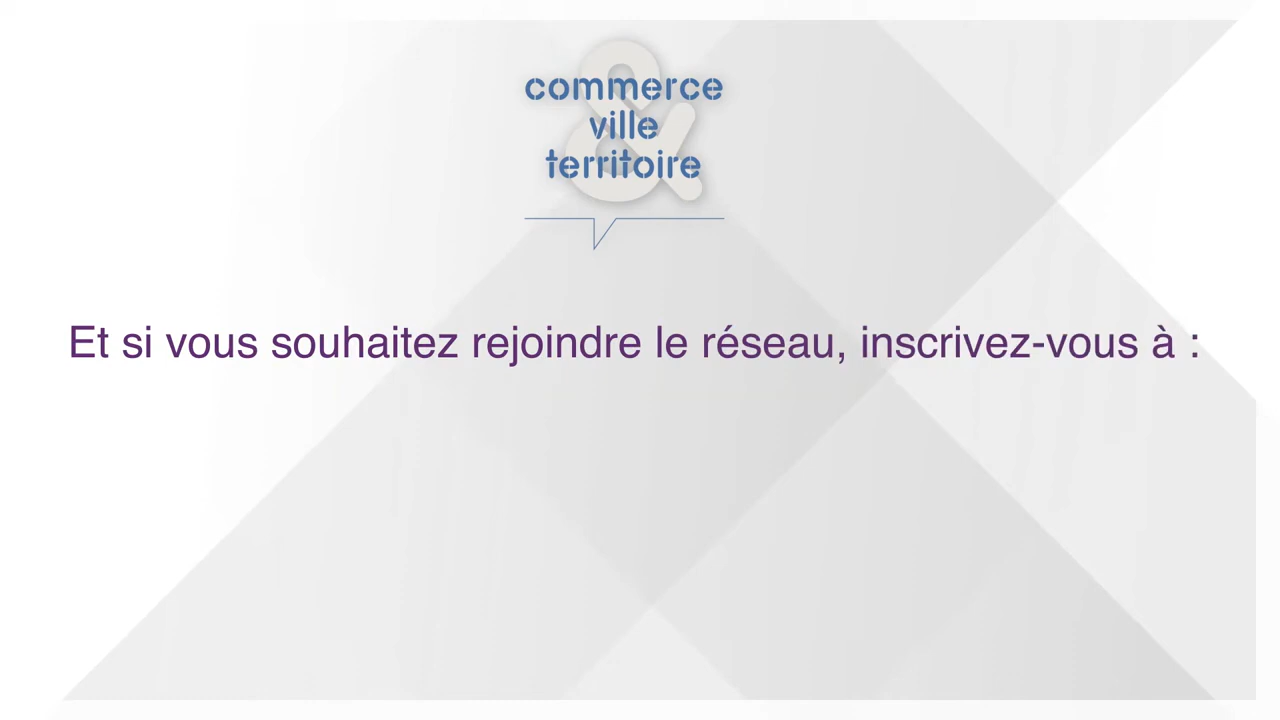 &
commerce
ville
territoire
Et si vous souhaitez rejoindre le réseau, inscrivez-vous à :